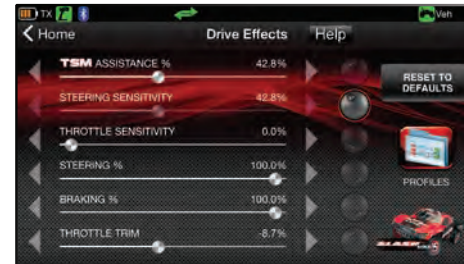 TX Veh
Home Drive Effects Help
TSM ASSISTANCE % 42.8%
STEERING SENSITIVITY 42.8%
THROTTLE SENSITIVITY 0.0%
STEERING % 100.0%
BRAKING % 100.0%
THROTTLE TRIM -8.7%
RESET TO
DEFAULTS
PROFILES
SLASH